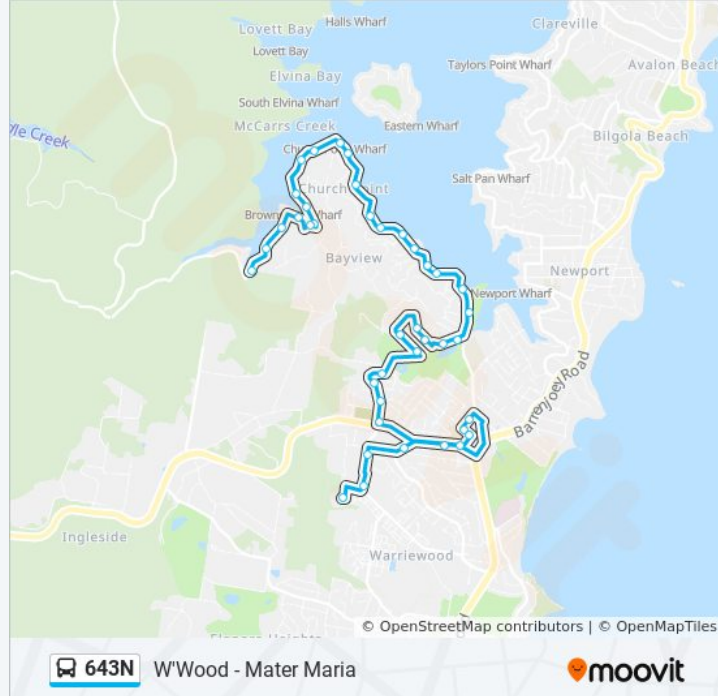 Lovett Bay
Halls Wharf
Clareville
Lovett Bay
Taylors Point Wharf
Avalon Beach
Elvina Bay
South Elvina Wharf
Eastern Wharf
McCarrs Creek
Bilgola Beach
Wharf
Church Point
Salt Pan Wharf
Wharf
Bayview
Newport
Newport Wharf
Barrenjoey Road
Ingleside
Warriewood
© OpenStreetMap contributors | © OpenMapTiles
643N W'Wood - Mater Maria
moovit